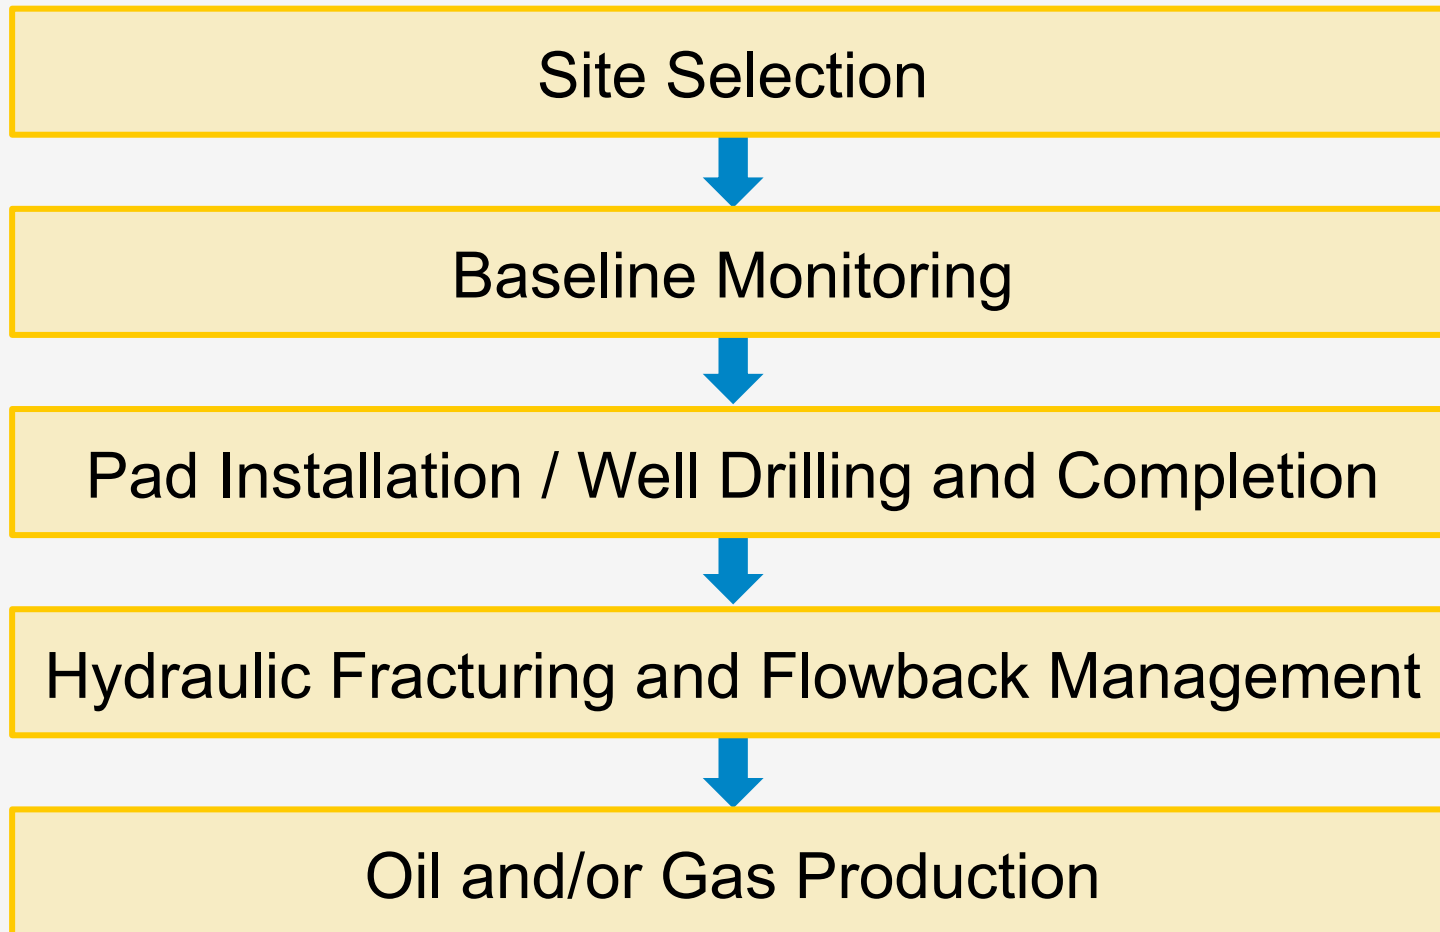 Site Selection
Baseline Monitoring
Pad Installation / Well Drilling and Completion
Hydraulic Fracturing and Flowback Management
Oil and/or Gas Production